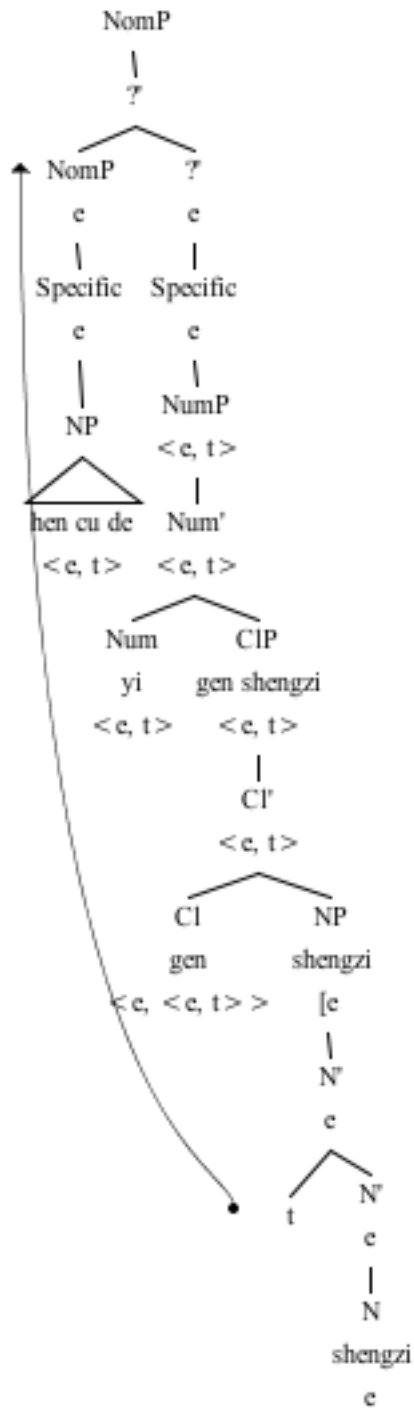 NomP
?'
NomP ?'
e e
Specific Specific
e e
NP NumP
<e, t>
hen cu de Num'
<e, t> <e, t>
Num ClP
yi gen shengzi
<e, t> <e, t>
Cl'
<e, t>
Cl NP
gen shengzi
<e, <e, t> > [e
N'
e
t N'
e
N
shengzi
e